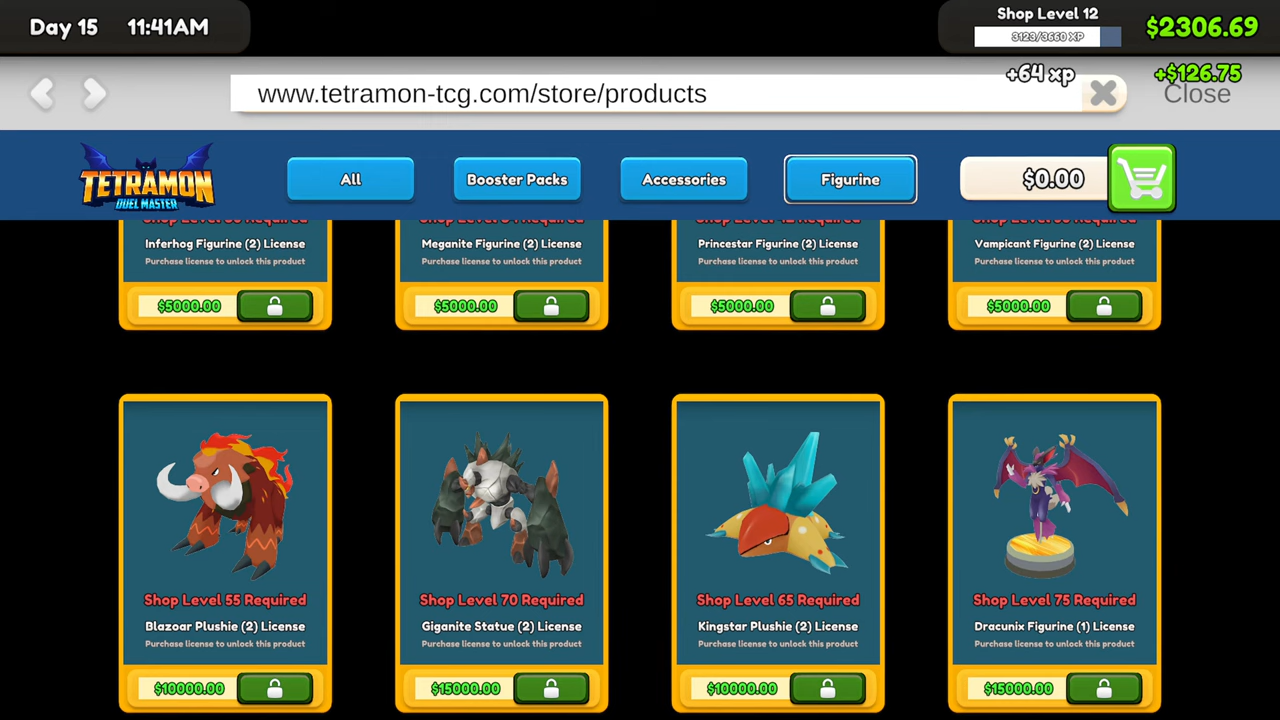 Day 15 11:41AM
Shop Level 12
3123/3660 XP
$2306.69
+64 xp
+$126.75
www.tetramon-tcg.com/store/products
Close
TETRAMON
DUEL MASTER
All
Booster Packs
Accessories
Figurine
$0.00
Inferhog Figurine (2) License
Purchase license to unlock this product
$5000.00
Meganite Figurine (2) License
Purchase license to unlock this product
$5000.00
Princestar Figurine (2) License
Purchase license to unlock this product
$5000.00
Vampicant Figurine (2) License
Purchase license to unlock this product
$5000.00
Shop Level 55 Required
Blazoar Plushie (2) License
Purchase license to unlock this product
$10000.00
Shop Level 70 Required
Giganite Statue (2) License
Purchase license to unlock this product
$15000.00
Shop Level 65 Required
Kingstar Plushie (2) License
Purchase license to unlock this product
$10000.00
Shop Level 75 Required
Dracunix Figurine (1) License
Purchase license to unlock this product
$15000.00